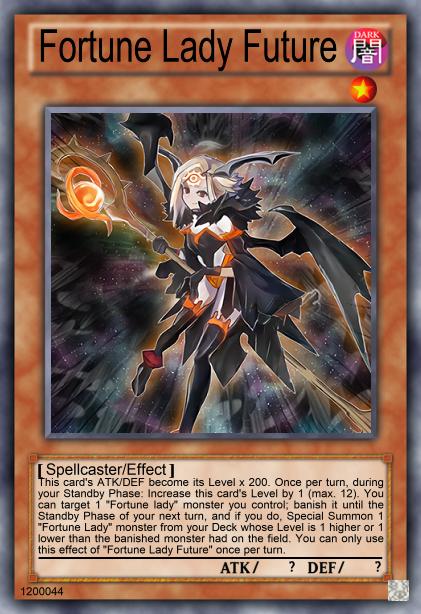 Fortune Lady Future
DARK
闇
[ Spellcaster/Effect ]
This card's ATK/DEF become its Level x 200. Once per turn, during
your Standby Phase: Increase this card's Level by 1 (max. 12). You
can target 1 "Fortune lady" monster you control; banish it until the
Standby Phase of your next turn, and if you do, Special Summon 1
"Fortune Lady" monster from your Deck whose Level is 1 higher or 1
lower than the banished monster had on the field. You can only use
this effect of "Fortune Lady Future" once per turn.
ATK/ ? DEF/ ?
1200044